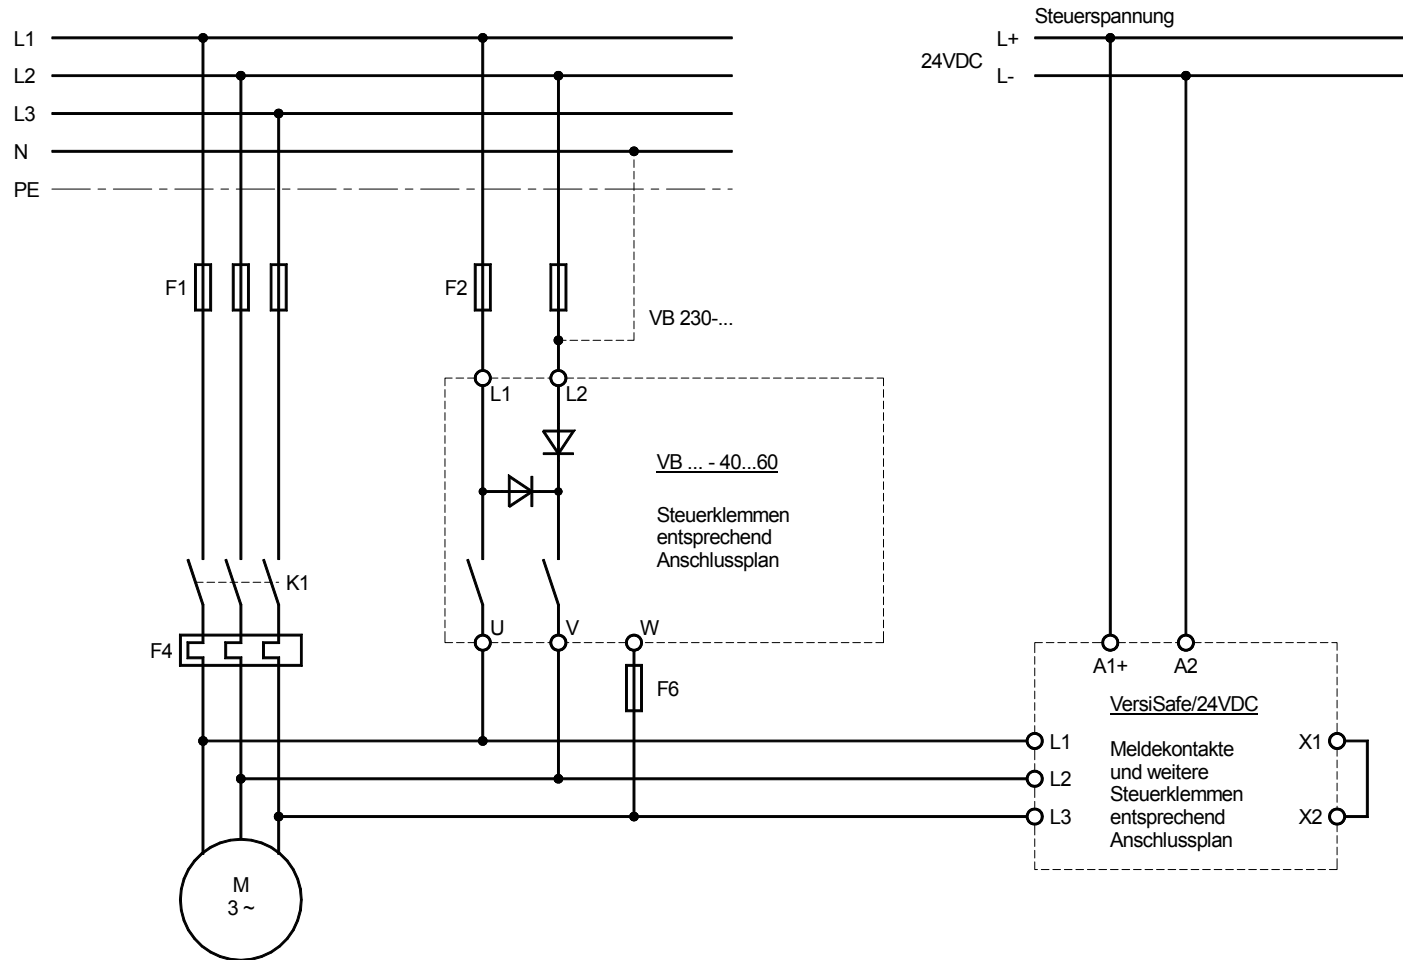 Steuerspannung
L1
L+
24VDC
L2
L-
L3
N
PE
F1
F2
VB 230-...
L1
L2
VB ... - 40...60
Steuerklemmen
entsprechend
Anschlussplan
K1
U
V
W
F4
F6
A1+
A2
VersiSafe/24VDC
L1
X1
Meldekontakte
und weitere
Steuerklemmen
entsprechend
Anschlussplan
L2
L3
X2
M
3 ~